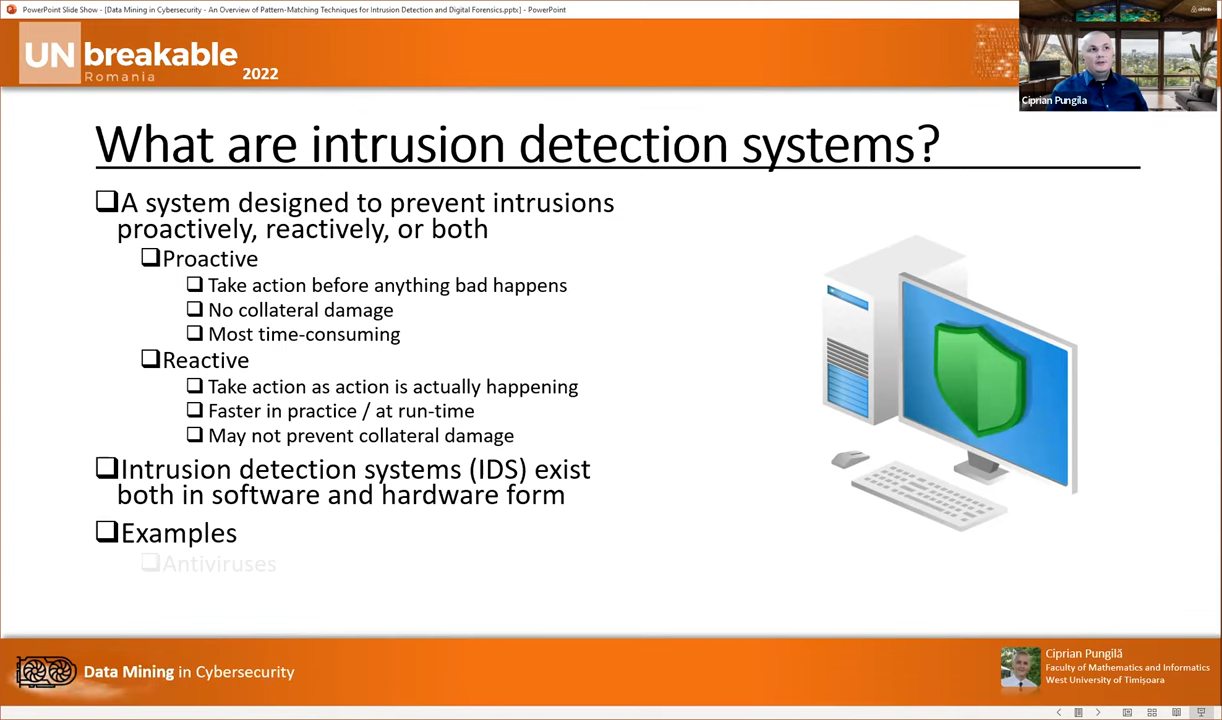 PowerPoint Slide Show - [Data Mining in Cybersecurity - An Overview of Pattern-Matching Techniques for Intrusion Detection and Digital Forensics.pptx] - PowerPoint
UNbreakable
Romania
2022
Ciprian Pungila
What are intrusion detection systems?
A system designed to prevent intrusions
proactively, reactively, or both
Proactive
Take action before anything bad happens
No collateral damage
Most time-consuming
Reactive
Take action as action is actually happening
Faster in practice / at run-time
May not prevent collateral damage
Intrusion detection systems (IDS) exist
both in software and hardware form
Examples
Antiviruses
Data Mining in Cybersecurity
Ciprian Pungilă
Faculty of Mathematics and Informatics
West University of Timișoara